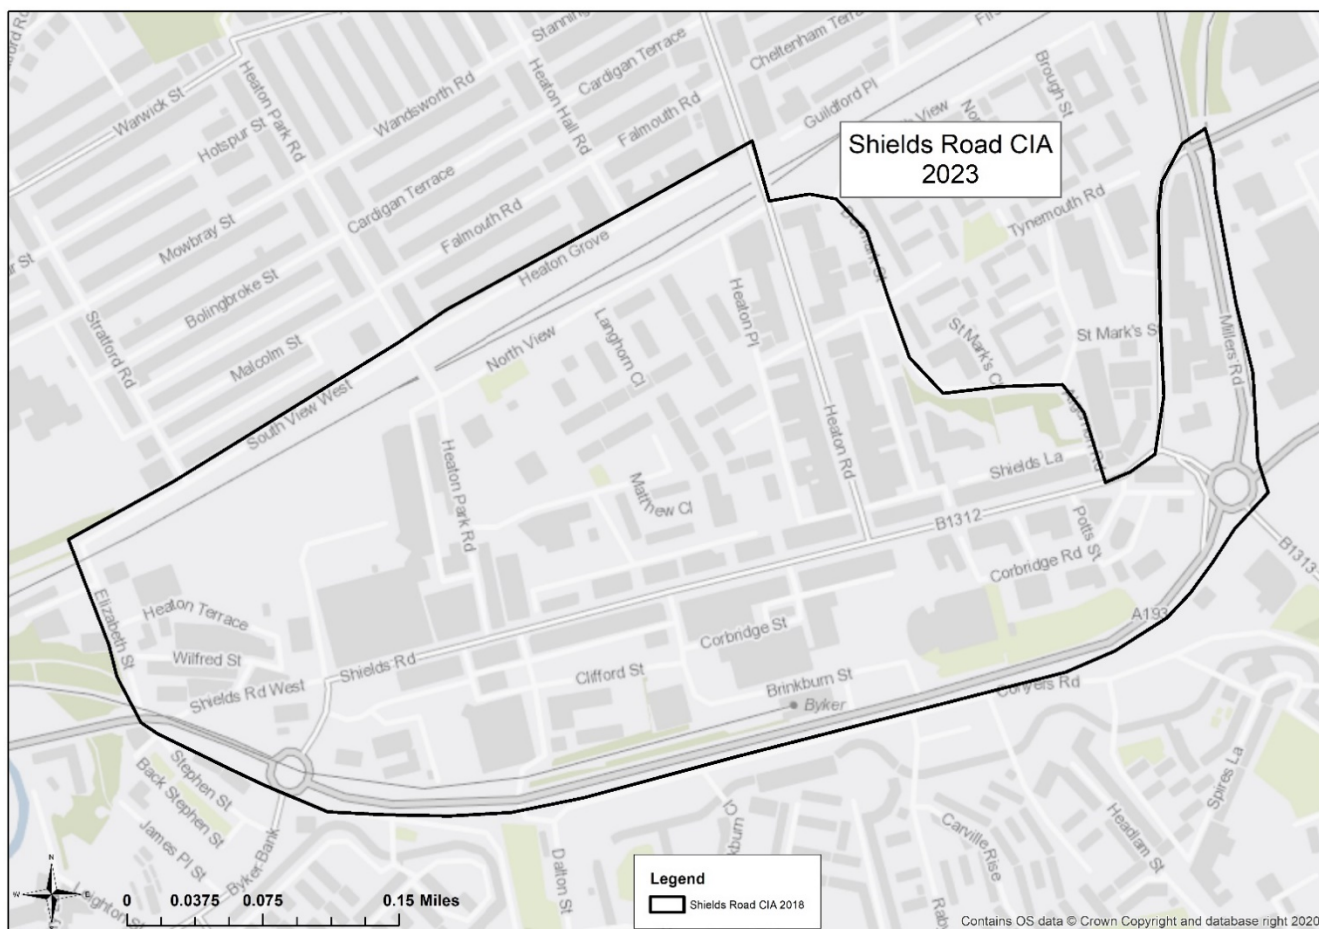 Shields Road CIA
2023
Warwick St
Heaton Park Rd
Hotspur St
Wandsworth Rd
Heaton Hall Rd
Cardigan Terrace
Cheltenham Terrace
Falmouth Rd
Guildford Pl
Brough St
Tynemouth Rd
Mowbray St
Cardigan Terrace
Falmouth Rd
Bolingbroke St
Stratford Rd
Malcolm St
Heaton Grove
South View West
North View
Langhorn Cl
Heaton Pl
St Mark's Cl
St Mark's St
Millers Rd
Heaton Park Rd
Heaton Rd
Algernon Rd
Shields La
B1312
Potts St
Corbridge Rd
B1313
A193
Elizabeth St
Heaton Terrace
Wilfred St
Shields Rd West
Shields Rd
Clifford St
Corbridge St
Brinkburn St
Byker
Conyers Rd
Stephen St
Back Stephen St
James Pl St
Byker Bank
Dalton St
Carville Rise
Headlam St
Spires La
N
W
0 0.0375 0.075 0.15 Miles
Legend
Shields Road CIA 2018
Contains OS data © Crown Copyright and database right 2020